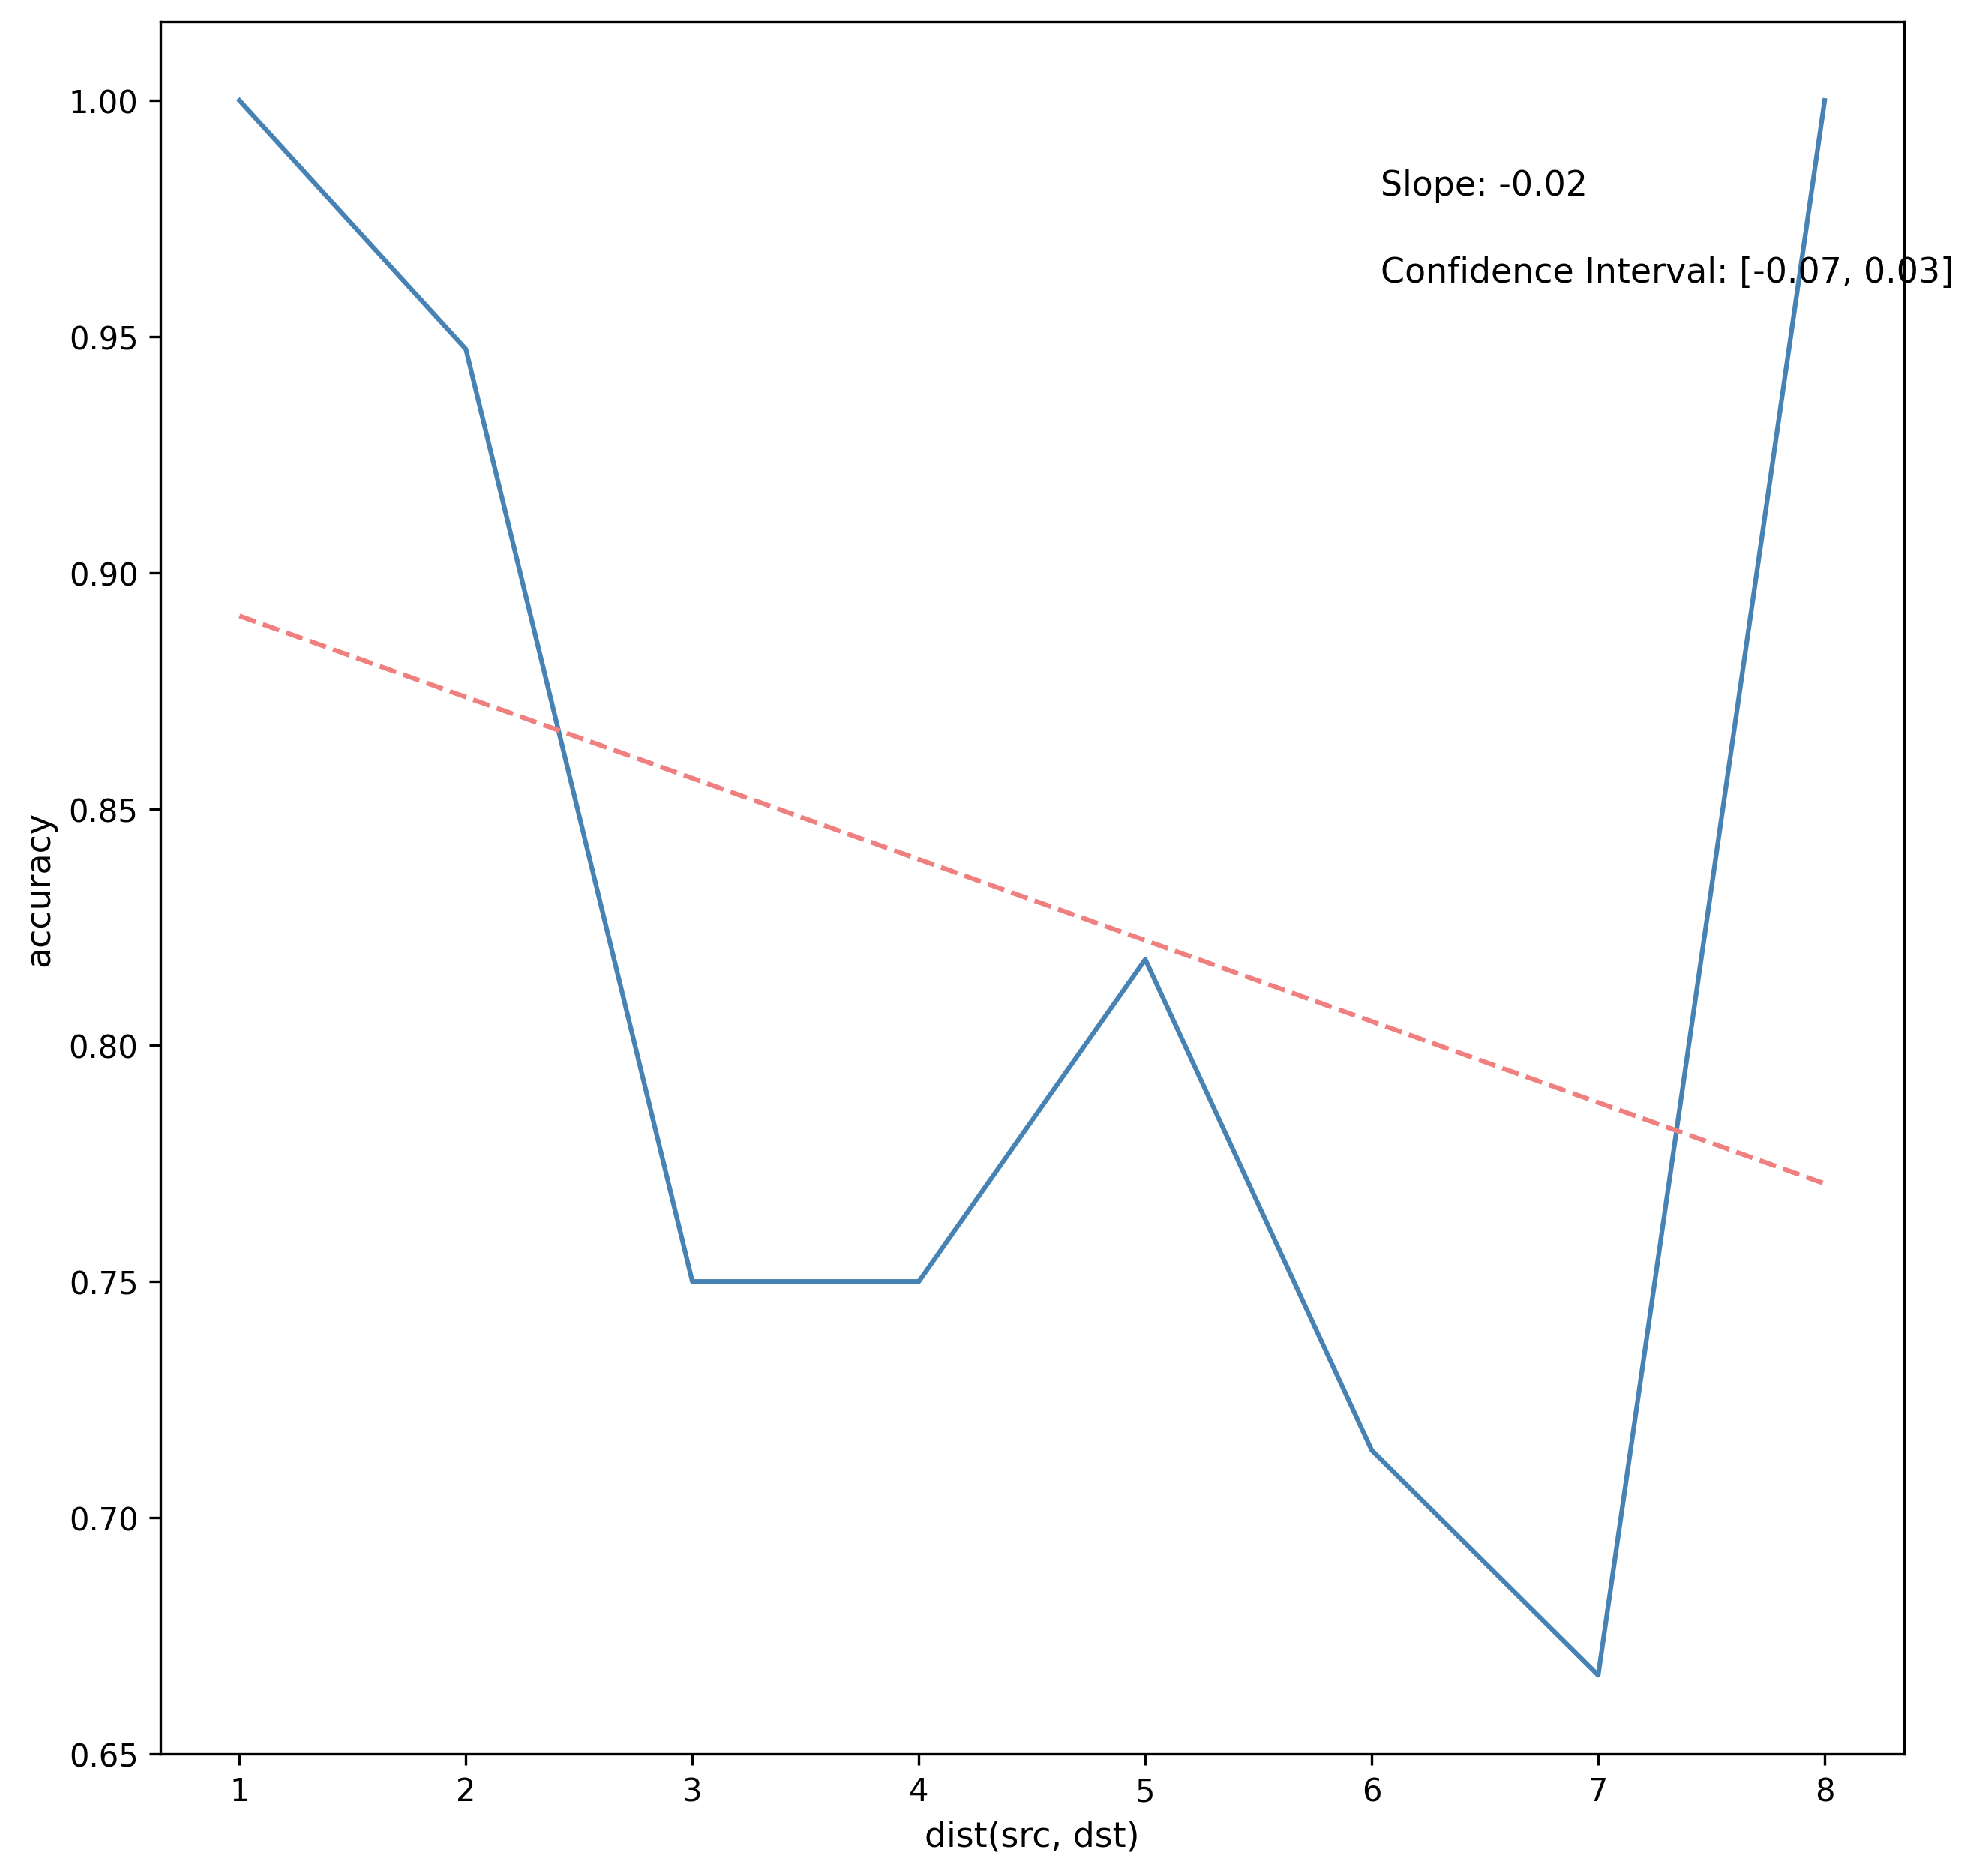 1.00
0.95
0.90
0.85
0.80
0.75
0.70
0.65
accuracy
Slope: -0.02
Confidence Interval: [-0.07, 0.03]
1 2 3 4 5 6 7 8
dist(src, dst)